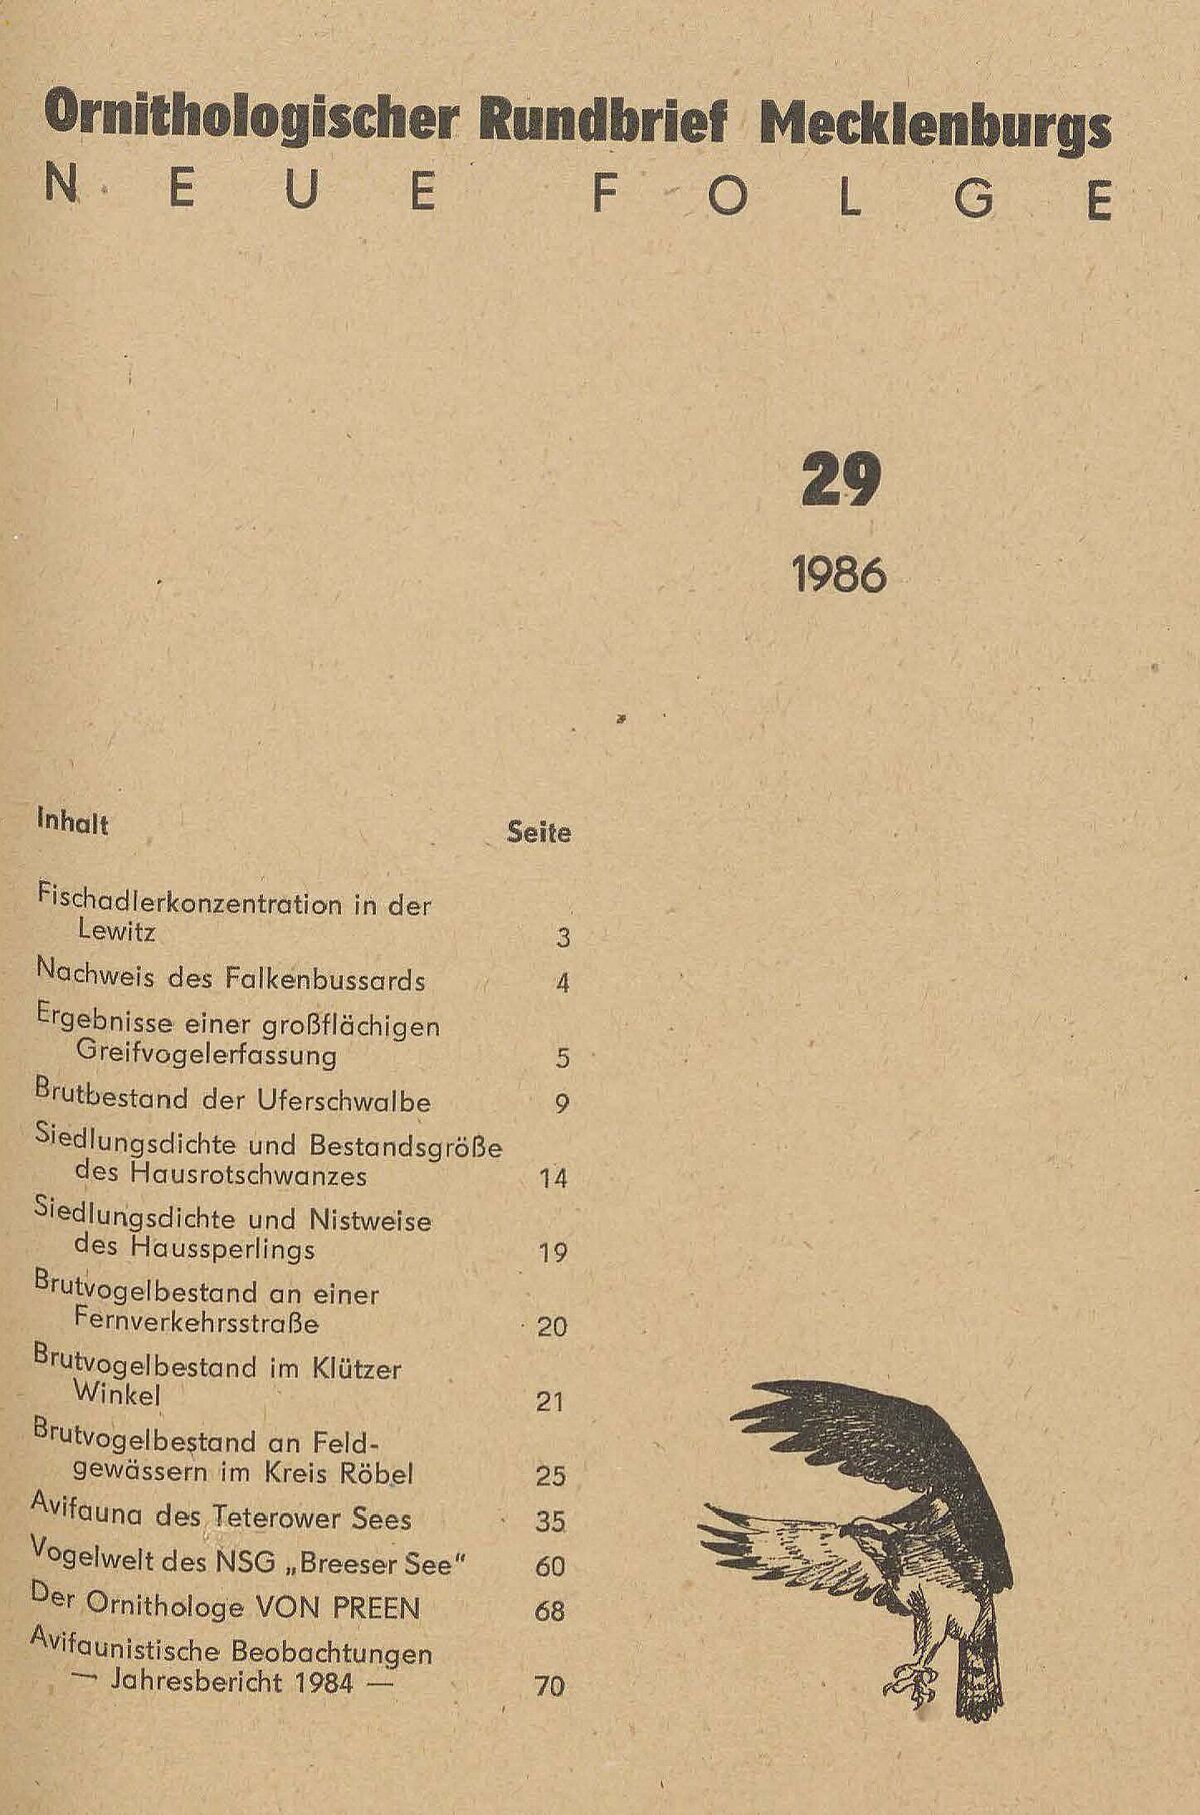 Ornithologischer Rundbrief Mecklenburgs
NEUE FOLGE
29
1986
Inhalt Seite
Fischadlerkonzentration in der
Lewitz 3
Nachweis des Falkenbussards 4
Ergebnisse einer großflächigen
Greifvogelerfassung 5
Brutbestand der Uferschwalbe 9
Siedlungsdichte und Bestandsgröße
des Hausrotschwanzes 14
Siedlungsdichte und Nistweise
des Haussperlings 19
Brutvogelbestand an einer
Fernverkehrsstraße 20
Brutvogelbestand im Klützer
Winkel 21
Brutvogelbestand an Feld-
gewässern im Kreis Röbel 25
Avifauna des Teterower Sees 35
Vogelwelt des NSG „Breeser See“ 60
Der Ornithologe VON PREEN 68
Avifaunistische Beobachtungen
— Jahresbericht 1984 — 70